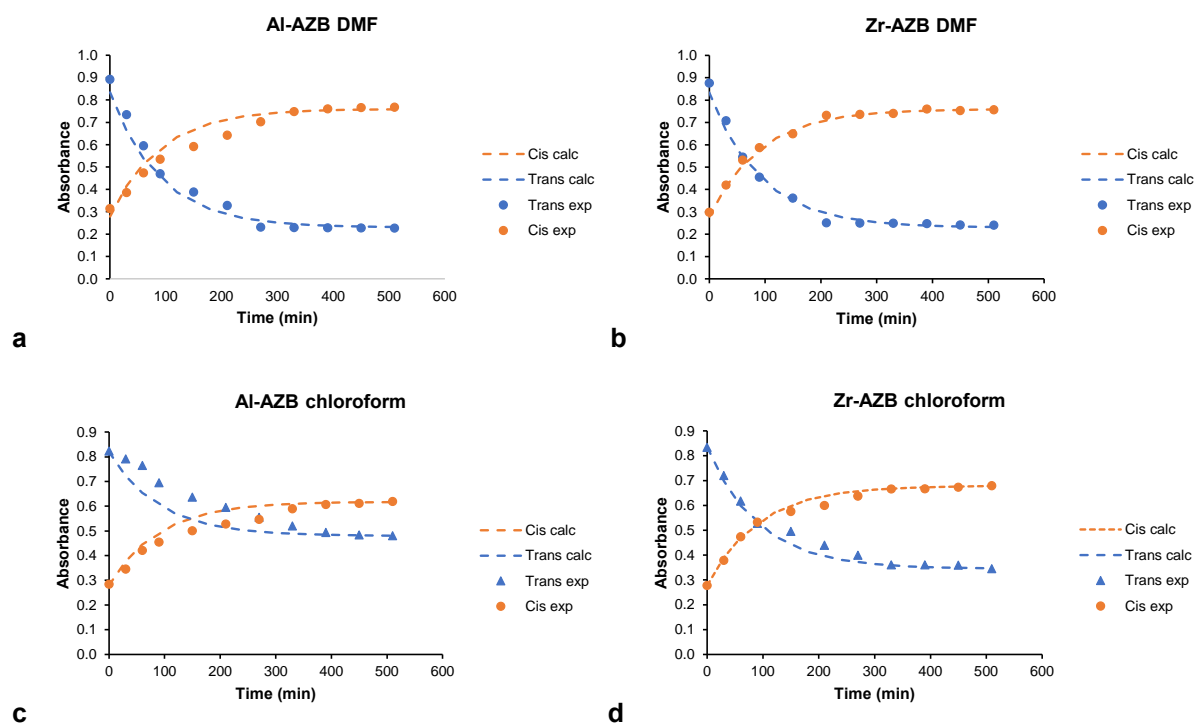 Al-AZB DMF
1.0
0.9
0.8
0.7
0.6
0.5
0.4
0.3
0.2
0.1
0.0
Absorbance
0 100 200 300 400 500 600
Time (min)
Cis calc
Trans calc
Trans exp
Cis exp
a
Zr-AZB DMF
1.0
0.9
0.8
0.7
0.6
0.5
0.4
0.3
0.2
0.1
0.0
Absorbance
0 100 200 300 400 500 600
Time (min)
Cis calc
Trans calc
Trans exp
Cis exp
b
Al-AZB chloroform
0.9
0.8
0.7
0.6
0.5
0.4
0.3
0.2
0.1
0.0
Absorbance
0 100 200 300 400 500 600
Time (min)
Cis calc
Trans calc
Trans exp
Cis exp
c
Zr-AZB chloroform
0.9
0.8
0.7
0.6
0.5
0.4
0.3
0.2
0.1
0.0
Absorbance
0 100 200 300 400 500 600
Time (min)
Cis calc
Trans calc
Trans exp
Cis exp
d